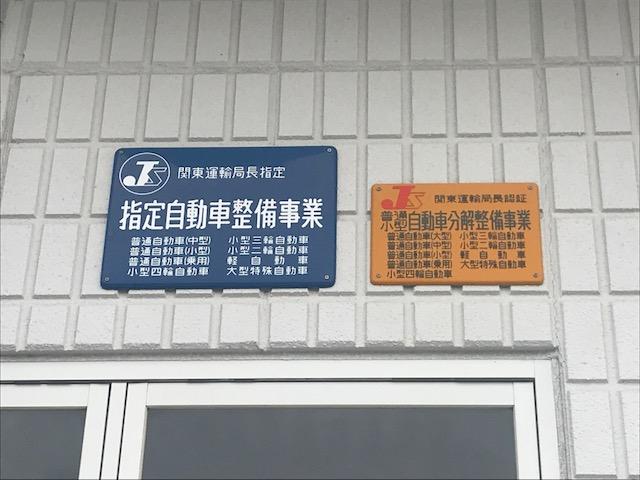 JS 関東運輸局長指定
指定自動車整備事業
普通自動車(中型) 小型三輪自動車
普通自動車(小型) 小型二輪自動車
普通自動車(乗用) 軽自動車
小型四輪自動車 大型特殊自動車
JS 関東運輸局長認証
普通小型自動車分解整備事業
普通自動車(大型) 小型三輪自動車
普通自動車(中型) 小型二輪自動車
普通自動車(小型) 軽自動車
普通自動車(乗用) 大型特殊自動車
小型四輪自動車